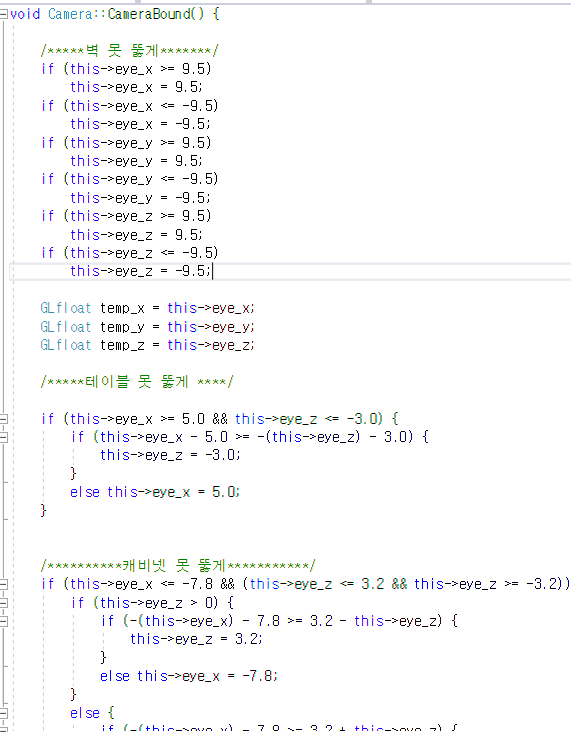 void Camera::CameraBound() {
/*****벽 못 뚫게*******/
if (this->eye_x >= 9.5)
this->eye_x = 9.5;
if (this->eye_x <= -9.5)
this->eye_x = -9.5;
if (this->eye_y >= 9.5)
this->eye_y = 9.5;
if (this->eye_y <= -9.5)
this->eye_y = -9.5;
if (this->eye_z >= 9.5)
this->eye_z = 9.5;
if (this->eye_z <= -9.5)
this->eye_z = -9.5;
GLfloat temp_x = this->eye_x;
GLfloat temp_y = this->eye_y;
GLfloat temp_z = this->eye_z;
/*****테이블 못 뚫게 ****/
if (this->eye_x >= 5.0 && this->eye_z <= -3.0) {
if (this->eye_x - 5.0 >= -(this->eye_z) - 3.0) {
this->eye_z = -3.0;
}
else this->eye_x = 5.0;
}
/**********캐비넷 못 뚫게***********/
if (this->eye_x <= -7.8 && (this->eye_z <= 3.2 && this->eye_z >= -3.2))
if (this->eye_z > 0) {
if (-(this->eye_x) - 7.8 >= 3.2 - this->eye_z) {
this->eye_z = 3.2;
}
else this->eye_x = -7.8;
}
else {
if (-(this->eye_x) - 7.8 >= 3.2 + this->eye_z) {